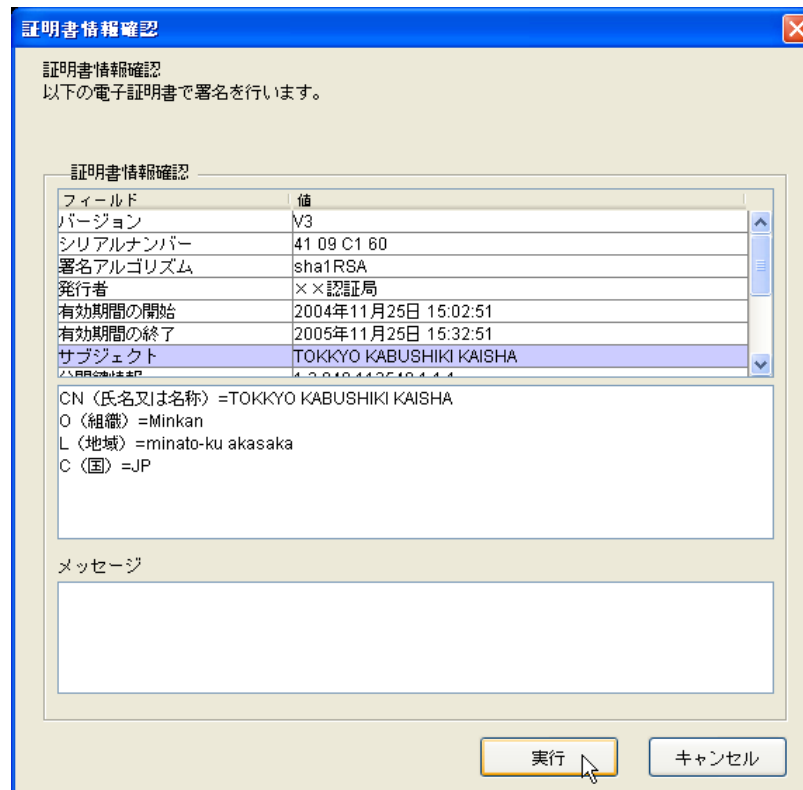 証明書情報確認
証明書情報確認
以下の電子証明書で署名を行います。
証明書情報確認
フィールド 値
バージョン V3
シリアルナンバー 41 09 C1 60
署名アルゴリズム sha1RSA
発行者 ××認証局
有効期間の開始 2004年11月25日 15:02:51
有効期間の終了 2005年11月25日 15:32:51
サブジェクト TOKKYO KABUSHIKI KAISHA
CN（氏名又は名称）=TOKKYO KABUSHIKI KAISHA
O（組織）=Minkan
L（地域）=minato-ku akasaka
C（国）=JP
メッセージ
実行 キャンセル